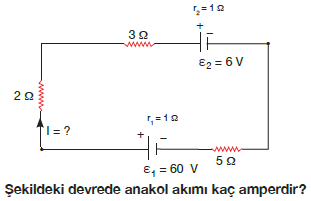 r₂ = 1 Ω
3 Ω
+ −
ε₂ = 6 V
2 Ω
I = ?
r₁ = 1 Ω
+ −
ε₁ = 60 V
5 Ω
Şekildeki devrede anakol akımı kaç amperdir?